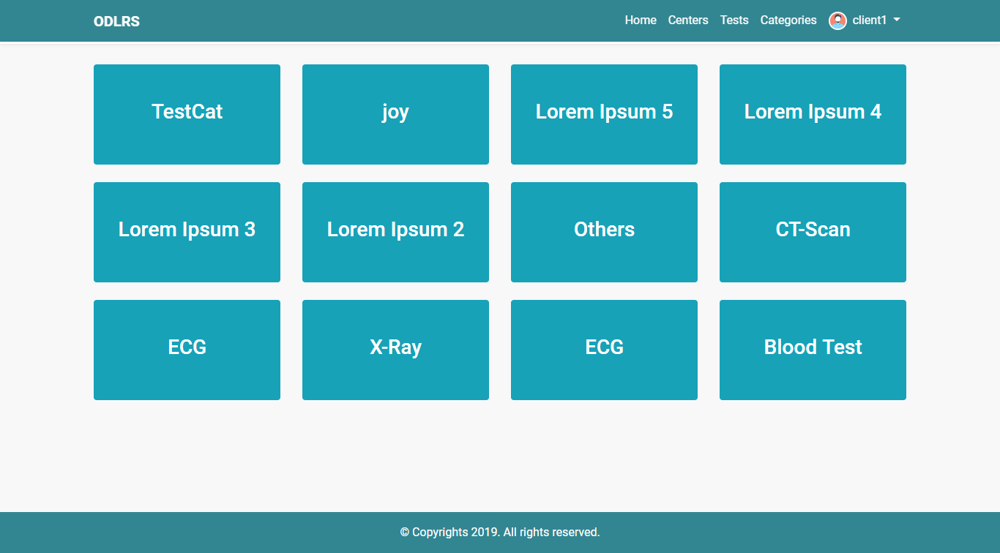 ODLRS
Home Centers Tests Categories client1
TestCat
joy
Lorem Ipsum 5
Lorem Ipsum 4
Lorem Ipsum 3
Lorem Ipsum 2
Others
CT-Scan
ECG
X-Ray
ECG
Blood Test
© Copyrights 2019. All rights reserved.